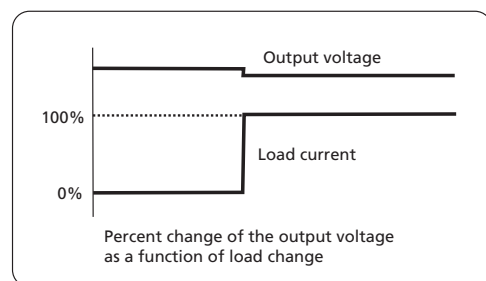 Output voltage
100%
Load current
0%
Percent change of the output voltage
as a function of load change